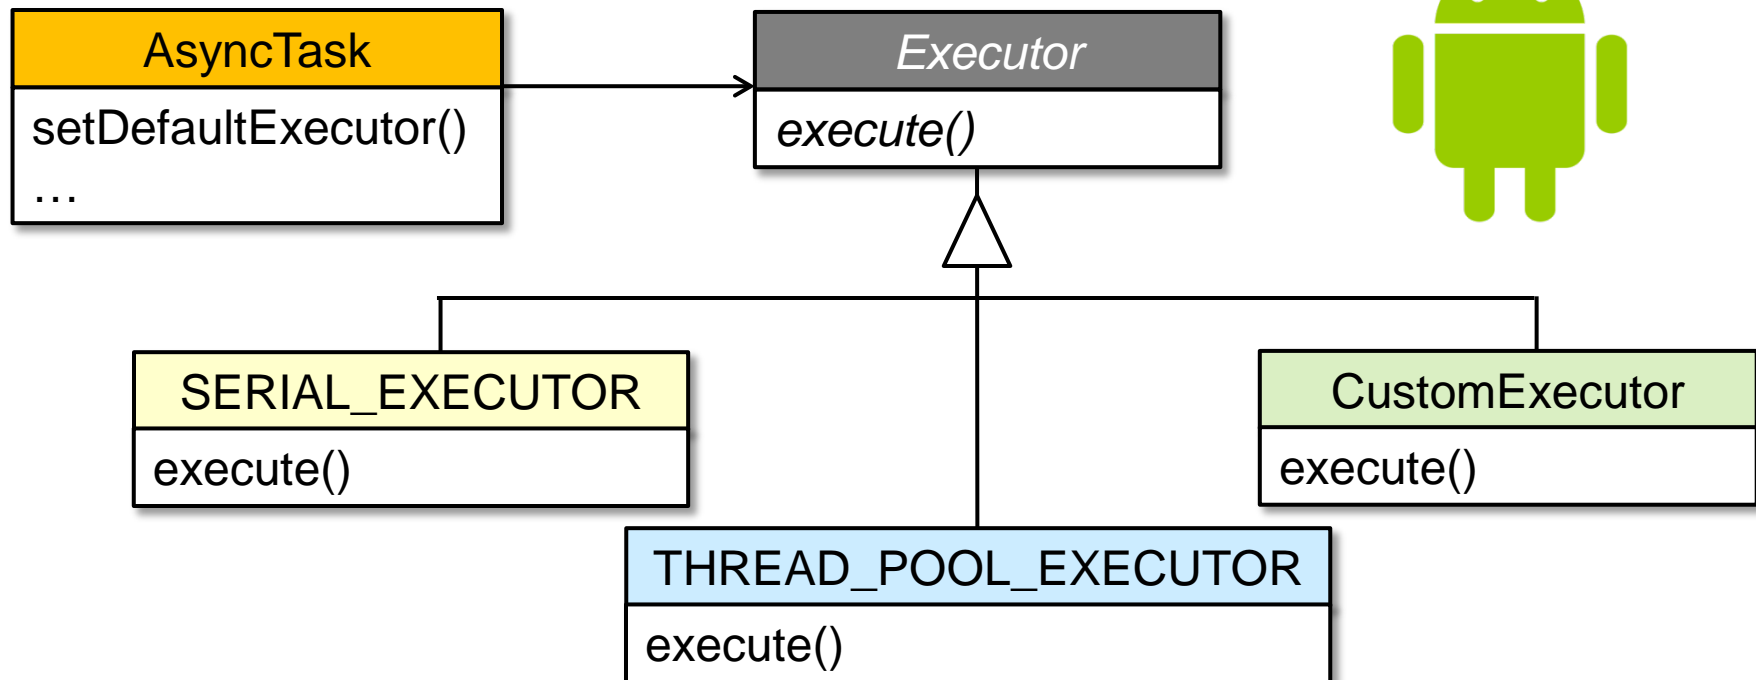 AsyncTask
setDefaultExecutor()
…
Executor
execute()
SERIAL_EXECUTOR
execute()
THREAD_POOL_EXECUTOR
execute()
CustomExecutor
execute()